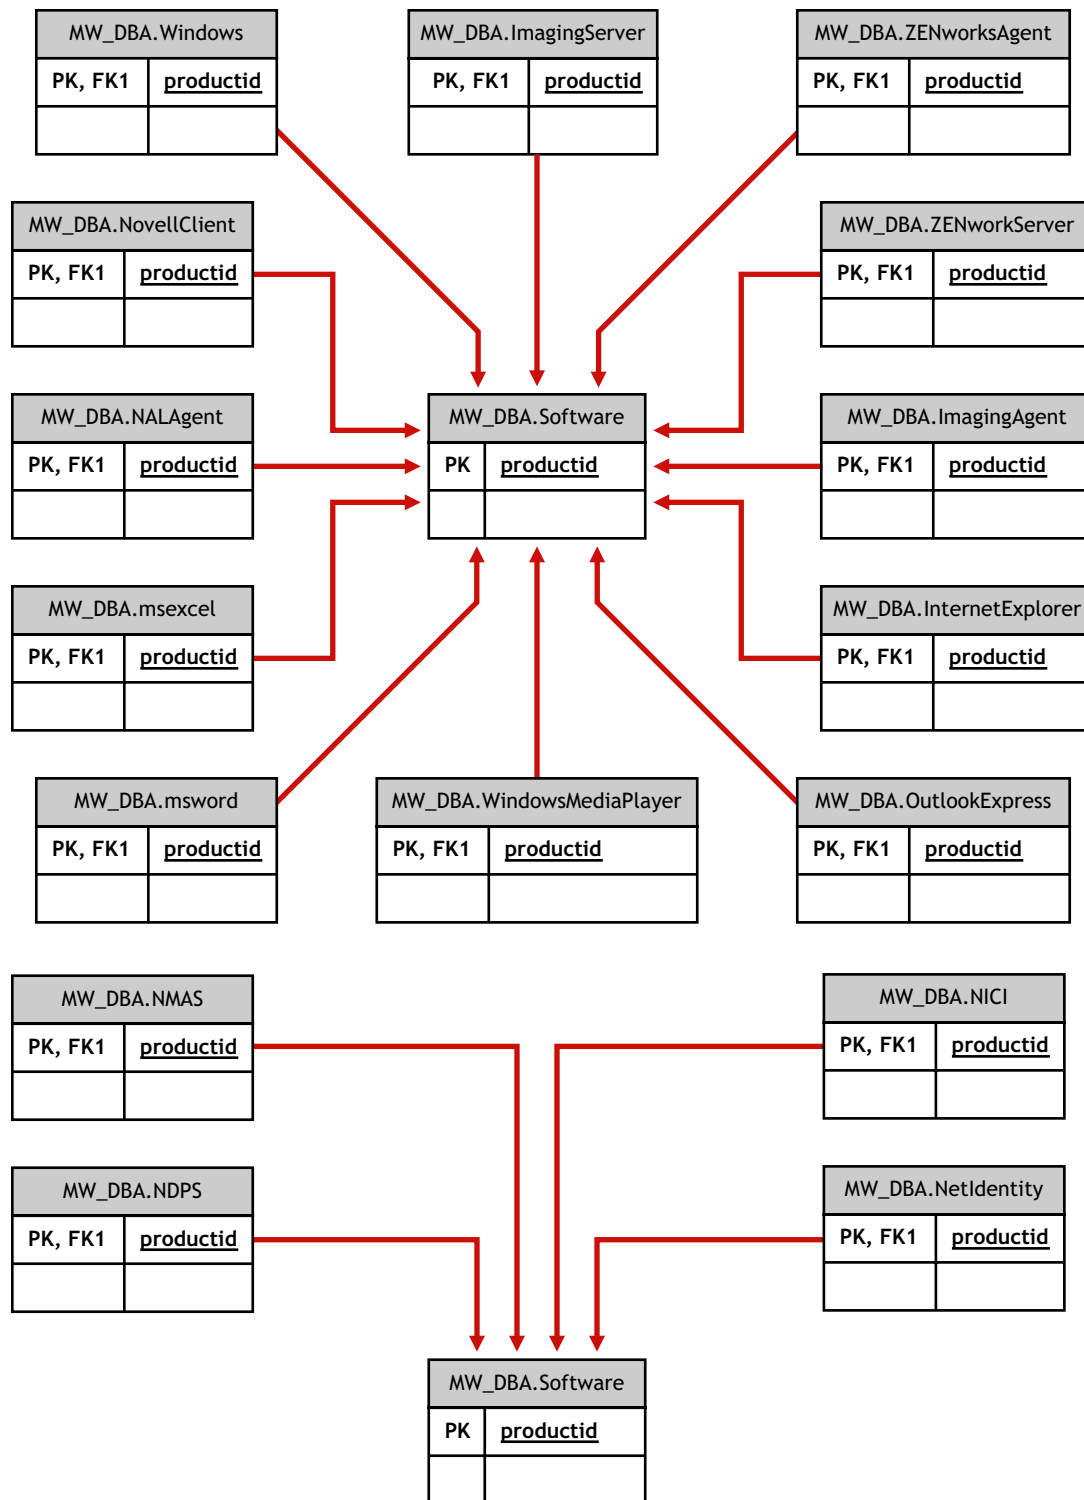 MW_DBA.Windows
PK, FK1 productid
MW_DBA.ImagingServer
PK, FK1 productid
MW_DBA.ZENworksAgent
PK, FK1 productid
MW_DBA.NovellClient
PK, FK1 productid
MW_DBA.ZENworkServer
PK, FK1 productid
MW_DBA.NALAgent
PK, FK1 productid
MW_DBA.Software
PK productid
MW_DBA.ImagingAgent
PK, FK1 productid
MW_DBA.msexcel
PK, FK1 productid
MW_DBA.InternetExplorer
PK, FK1 productid
MW_DBA.msword
PK, FK1 productid
MW_DBA.WindowsMediaPlayer
PK, FK1 productid
MW_DBA.OutlookExpress
PK, FK1 productid
MW_DBA.NMAS
PK, FK1 productid
MW_DBA.NICI
PK, FK1 productid
MW_DBA.NDPS
PK, FK1 productid
MW_DBA.NetIdentity
PK, FK1 productid
MW_DBA.Software
PK productid